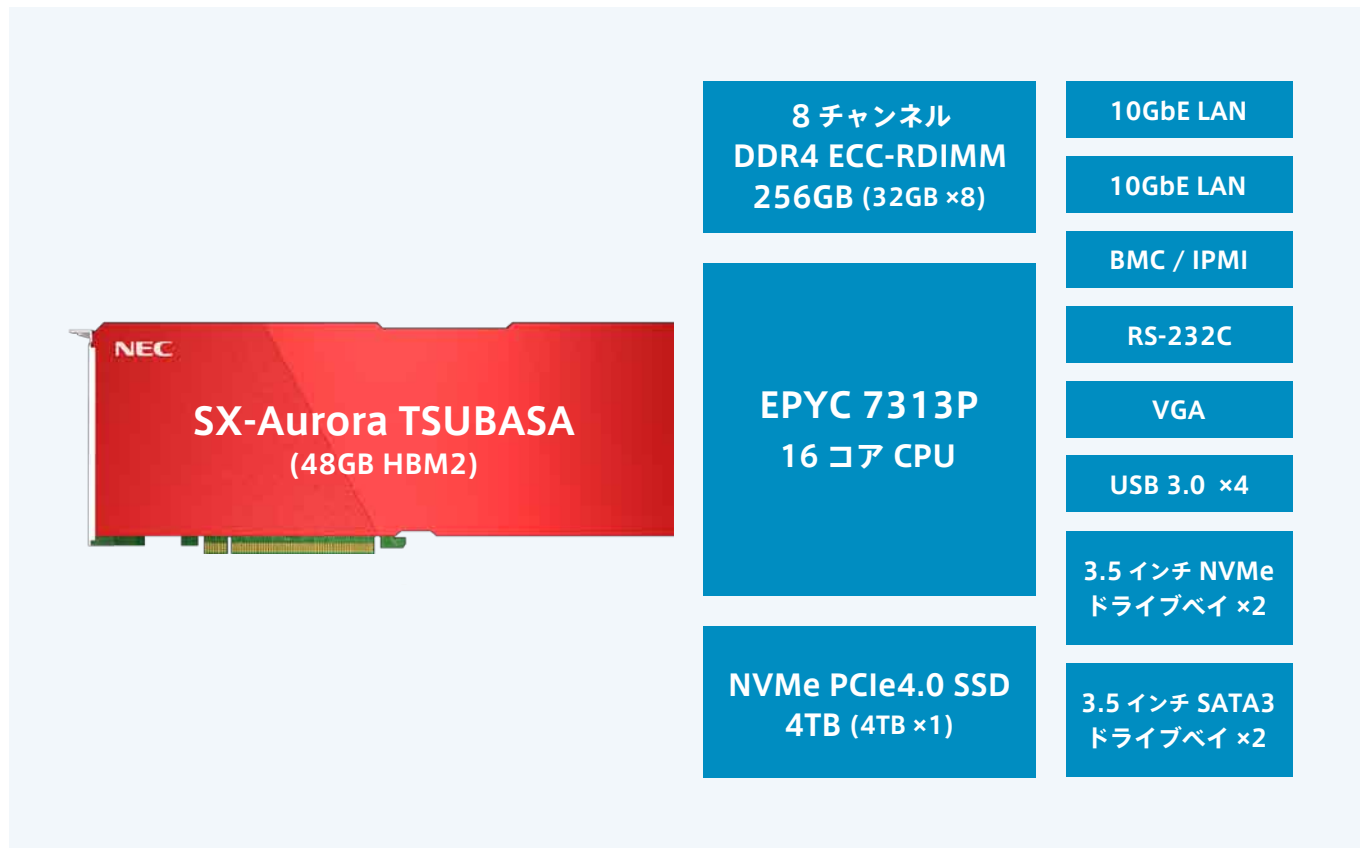 NEC
SX-Aurora TSUBASA
(48GB HBM2)
8 チャンネル
DDR4 ECC-RDIMM
256GB (32GB ×8)
EPYC 7313P
16 コア CPU
NVMe PCIe4.0 SSD
4TB (4TB ×1)
10GbE LAN
10GbE LAN
BMC / IPMI
RS-232C
VGA
USB 3.0 ×4
3.5 インチ NVMe
ドライブベイ ×2
3.5 インチ SATA3
ドライブベイ ×2